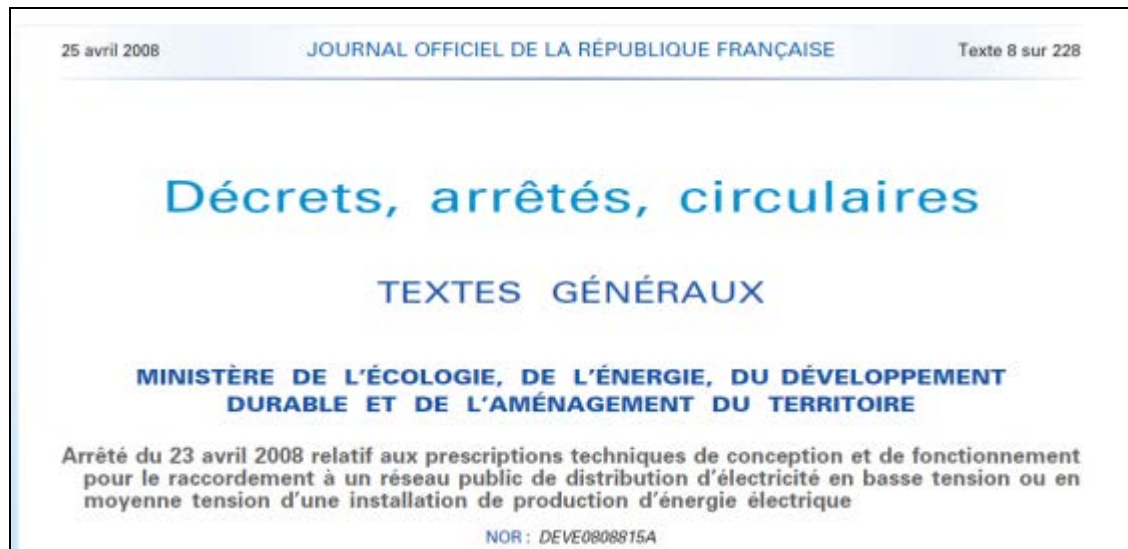 25 avril 2008 JOURNAL OFFICIEL DE LA RÉPUBLIQUE FRANÇAISE Texte 8 sur 228
Décrets, arrêtés, circulaires
TEXTES GÉNÉRAUX
MINISTÈRE DE L'ÉCOLOGIE, DE L'ÉNERGIE, DU DÉVELOPPEMENT
DURABLE ET DE L'AMÉNAGEMENT DU TERRITOIRE
Arrêté du 23 avril 2008 relatif aux prescriptions techniques de conception et de fonctionnement
pour le raccordement à un réseau public de distribution d'électricité en basse tension ou en
moyenne tension d'une installation de production d'énergie électrique
NOR : DEVE0808815A